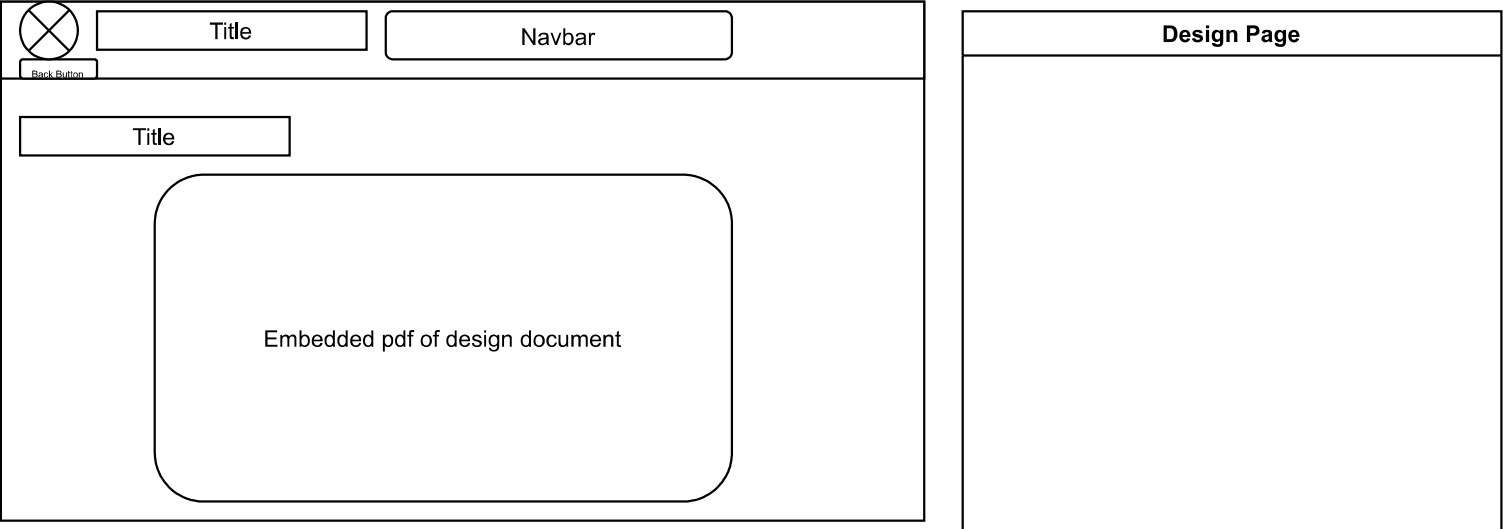 Title
Navbar
Back Button
Title
Embedded pdf of design document
Design Page